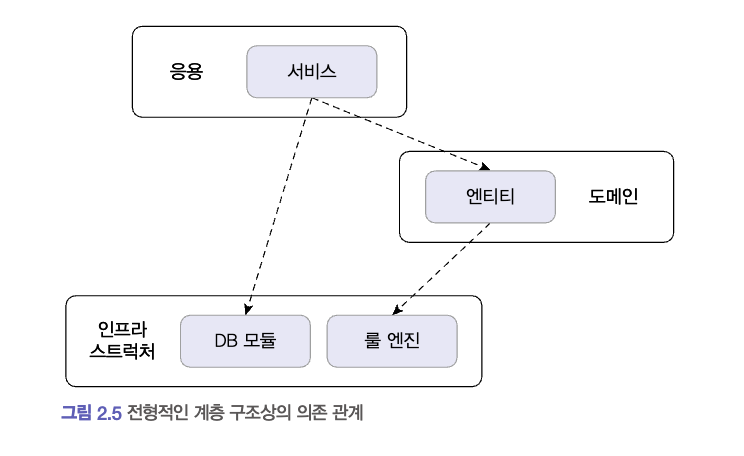 응용
서비스
엔티티
도메인
인프라
스트럭처
DB 모듈
룰 엔진
그림 2.5 전형적인 계층 구조상의 의존 관계